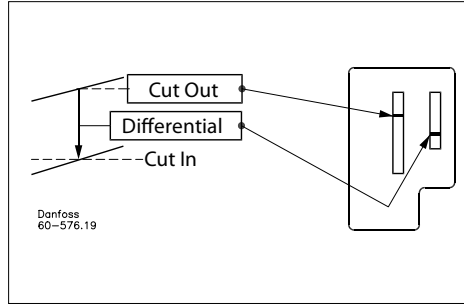 Cut Out
Differential
Cut In
Danfoss
60-576.19